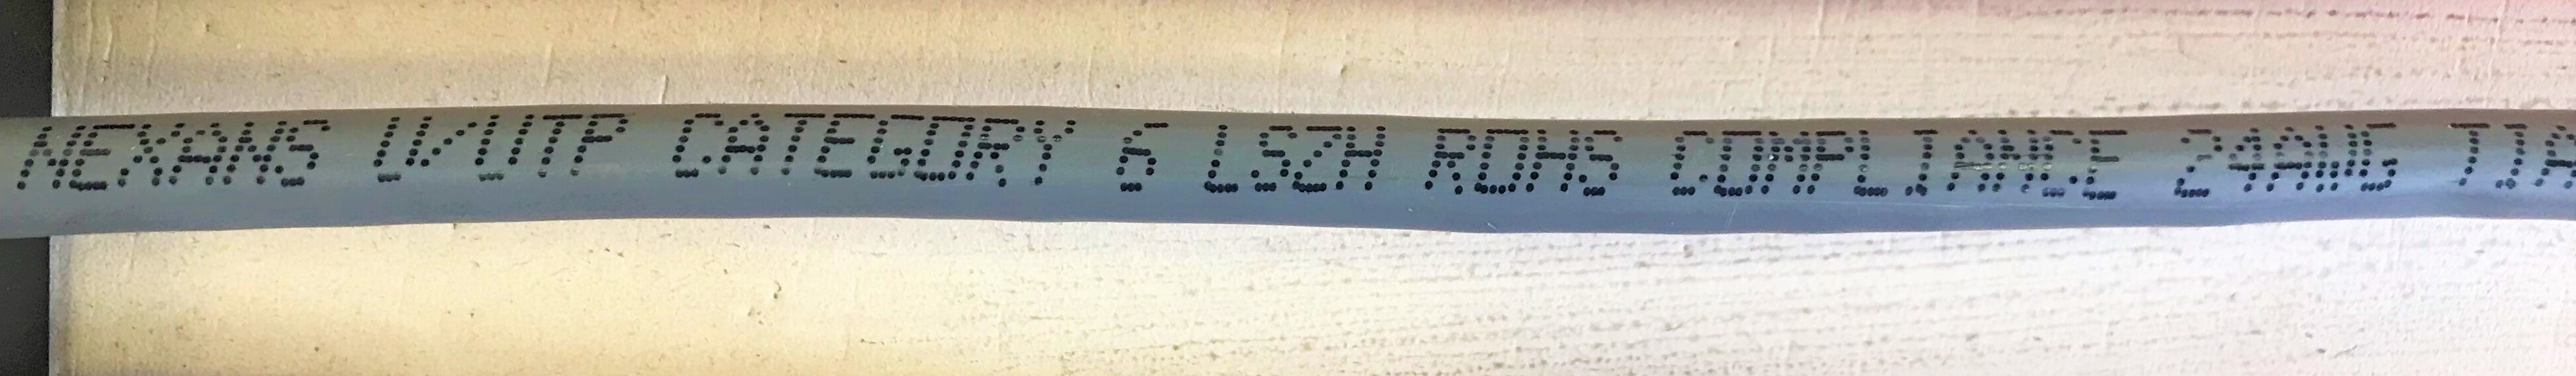 NEXANS U/UTP CATEGORY 6 LSZH ROHS COMPLIANCE 24AWG